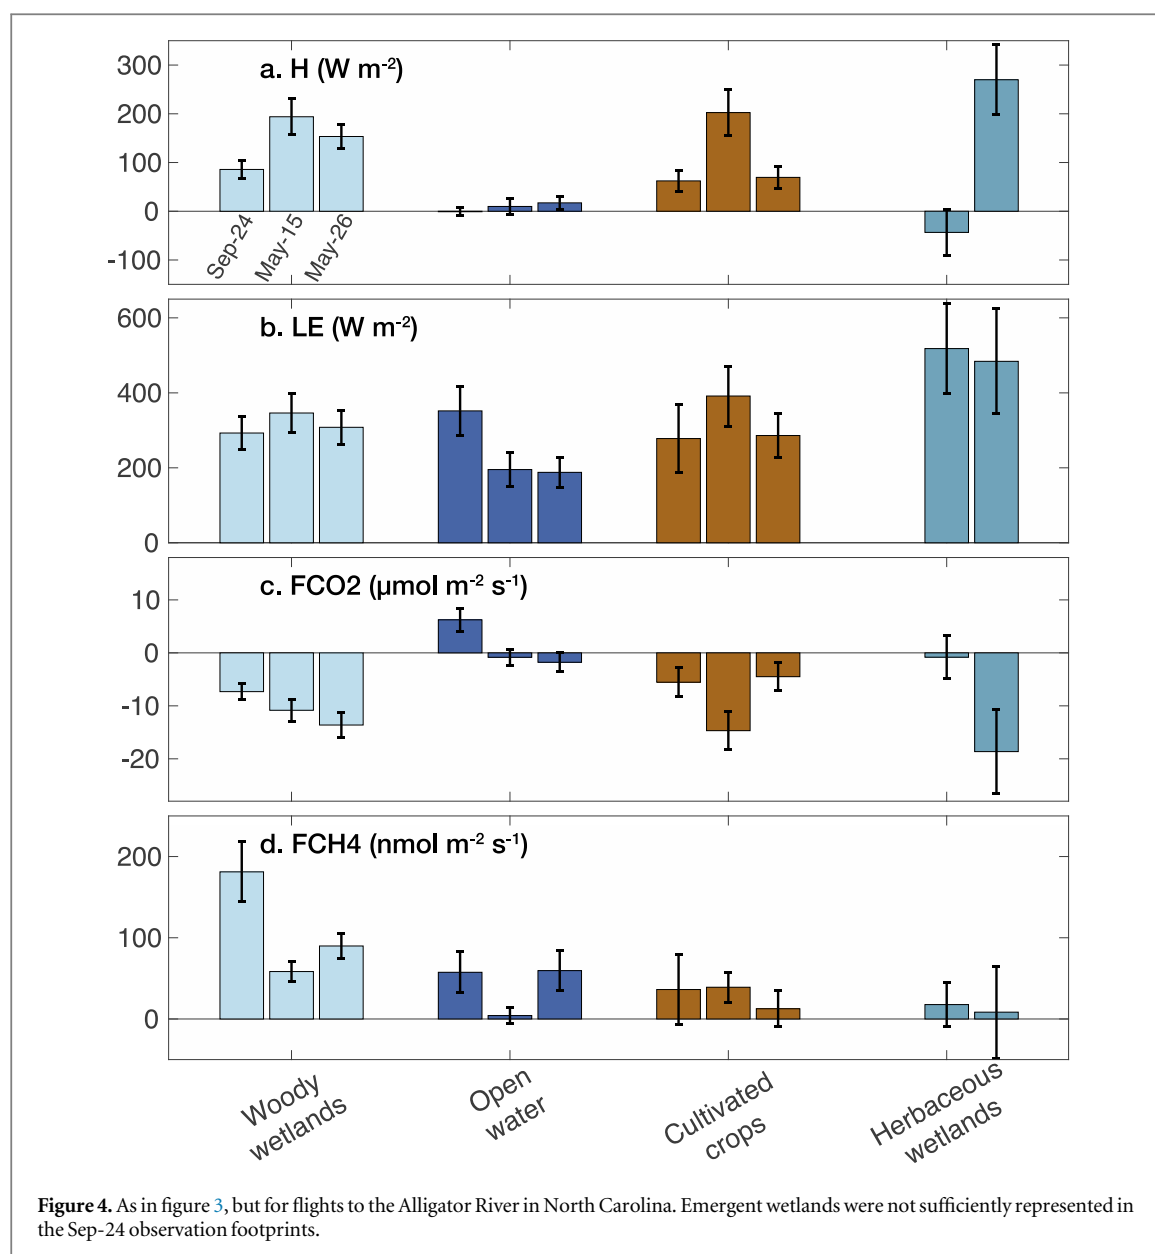 a. H (W m⁻²)
300
200
100
0
-100
Sep-24
May-15
May-26
b. LE (W m⁻²)
600
400
200
0
c. FCO2 (µmol m⁻² s⁻¹)
10
0
-10
-20
d. FCH4 (nmol m⁻² s⁻¹)
200
100
0
Woody
wetlands
Open
water
Cultivated
crops
Herbaceous
wetlands
Figure 4. As in figure 3, but for flights to the Alligator River in North Carolina. Emergent wetlands were not sufficiently represented in
the Sep-24 observation footprints.